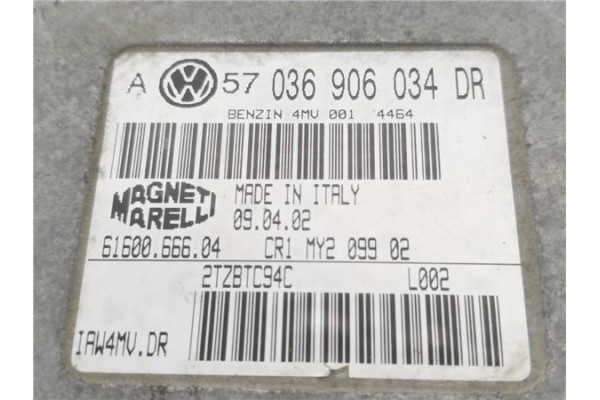 A VW 57 036 906 034 DR
BENZIN 4MV 001 4464
MAGNETI MARELLI
MADE IN ITALY
09.04.02
61600.666.04 CR1 MY2 099 02
2TZBTC94C L002
IAW4MV.DR